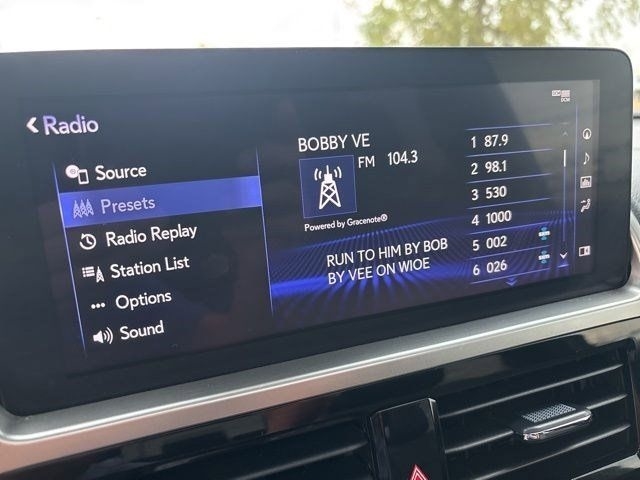 Radio
Source
Presets
Radio Replay
Station List
Options
Sound
BOBBY VE
FM 104.3
Powered by Gracenote®
RUN TO HIM BY BOB
BY VEE ON WIOE
1 87.9
2 98.1
3 530
4 1000
5 002
6 026
DCM